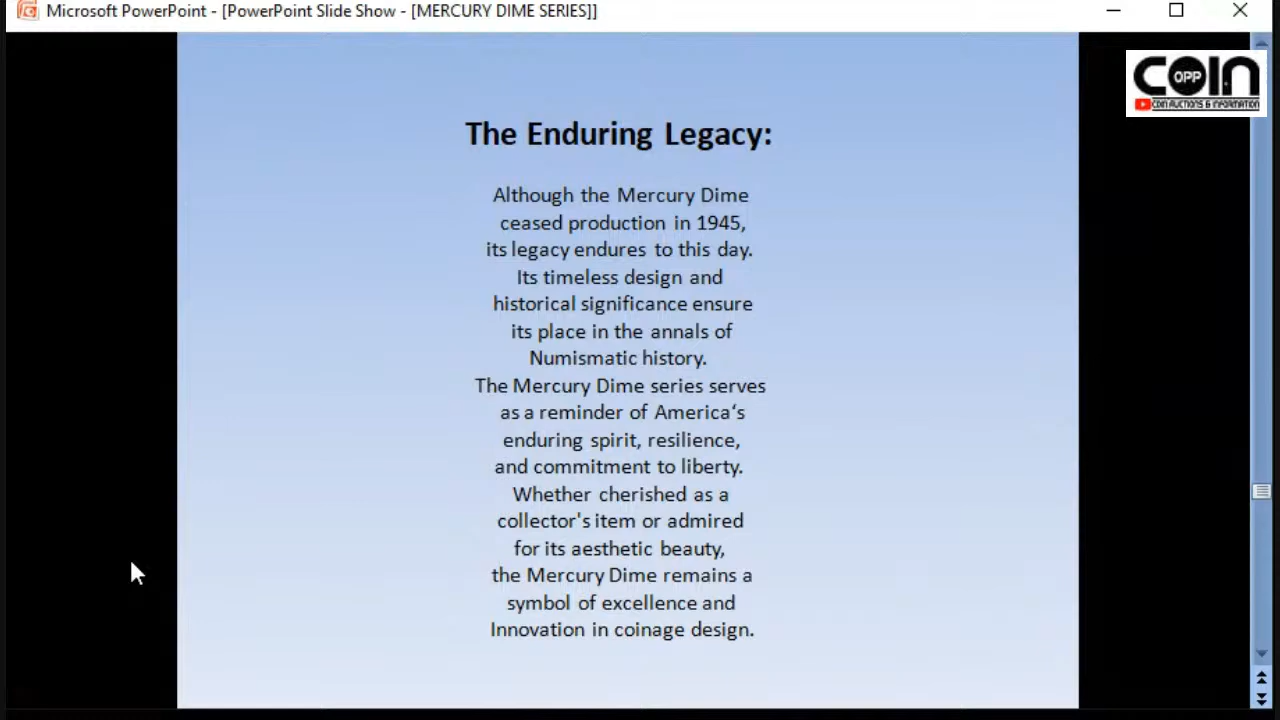 Microsoft PowerPoint - [PowerPoint Slide Show - [MERCURY DIME SERIES]]
COIN
OPP
COIN AUCTIONS & INFORMATION
The Enduring Legacy:
Although the Mercury Dime
ceased production in 1945,
its legacy endures to this day.
Its timeless design and
historical significance ensure
its place in the annals of
Numismatic history.
The Mercury Dime series serves
as a reminder of America‘s
enduring spirit, resilience,
and commitment to liberty.
Whether cherished as a
collector's item or admired
for its aesthetic beauty,
the Mercury Dime remains a
symbol of excellence and
Innovation in coinage design.